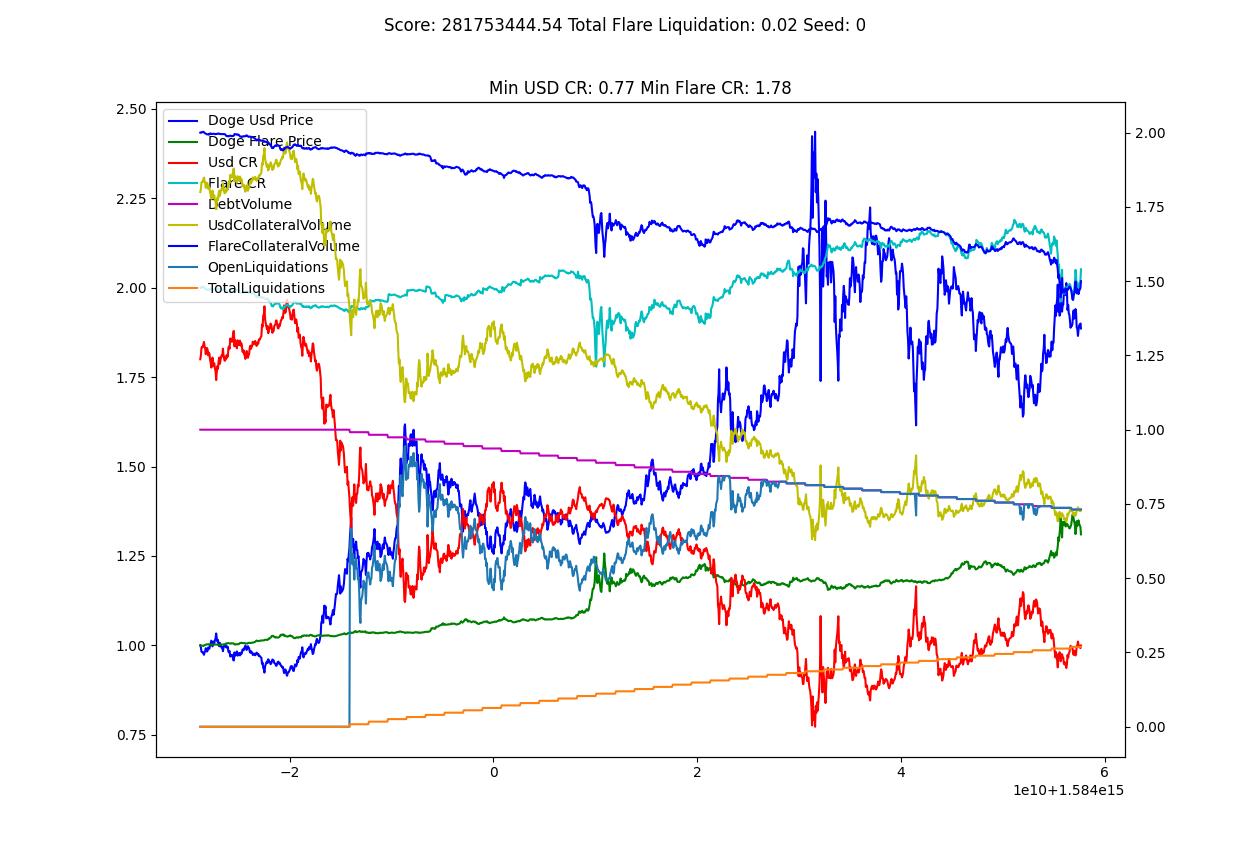 Score: 281753444.54 Total Flare Liquidation: 0.02 Seed: 0
Min USD CR: 0.77 Min Flare CR: 1.78
2.50
2.25
2.00
1.75
1.50
1.25
1.00
0.75
Doge Usd Price
Doge Flare Price
Usd CR
Flare CR
DebtVolume
UsdCollateralVolume
FlareCollateralVolume
OpenLiquidations
TotalLiquidations
2.00
1.75
1.50
1.25
1.00
0.75
0.50
0.25
0.00
−2 0 2 4 6
1e10+1.584e15